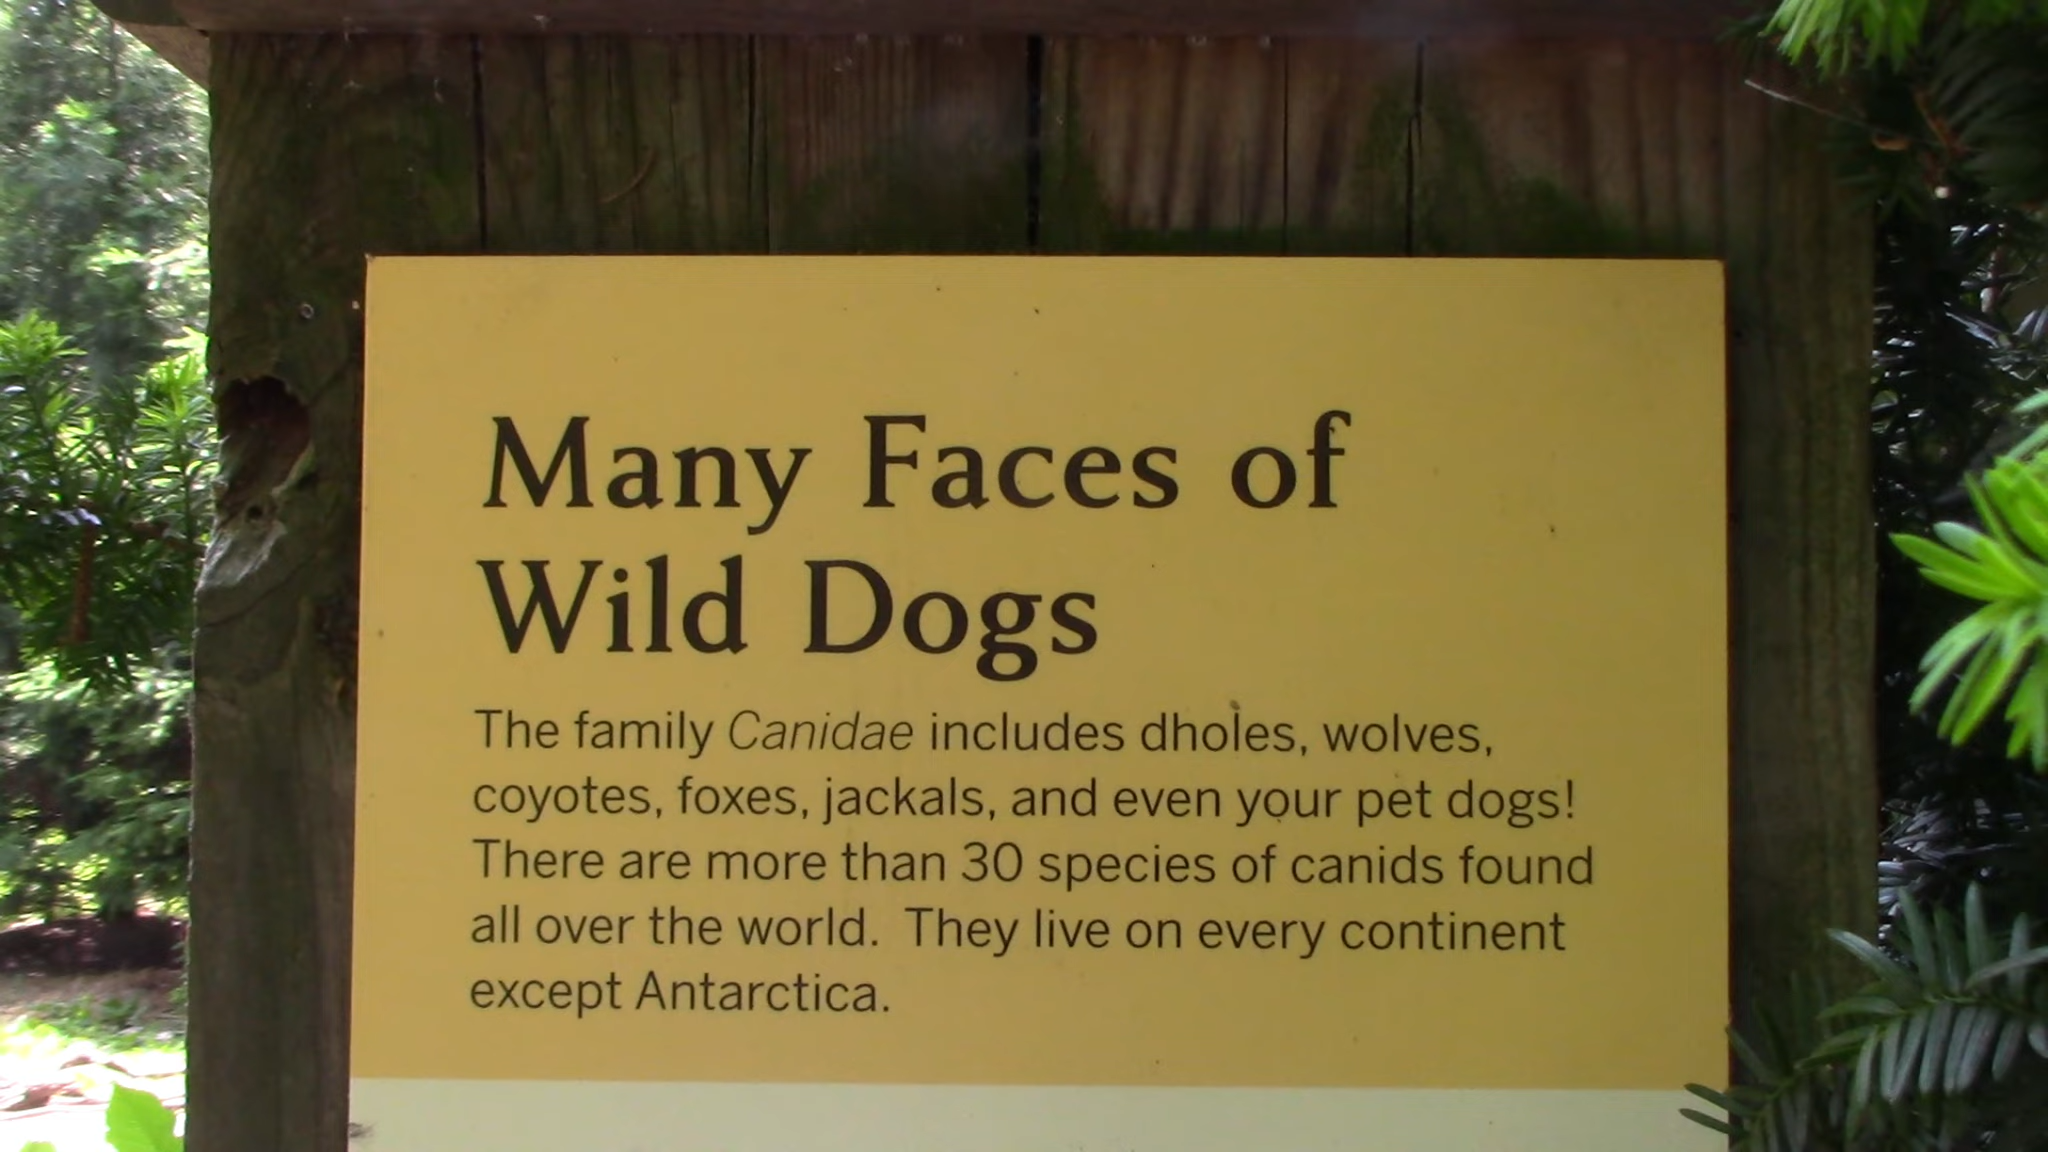 Many Faces of
Wild Dogs
The family Canidae includes dholes, wolves,
coyotes, foxes, jackals, and even your pet dogs!
There are more than 30 species of canids found
all over the world.  They live on every continent
except Antarctica.